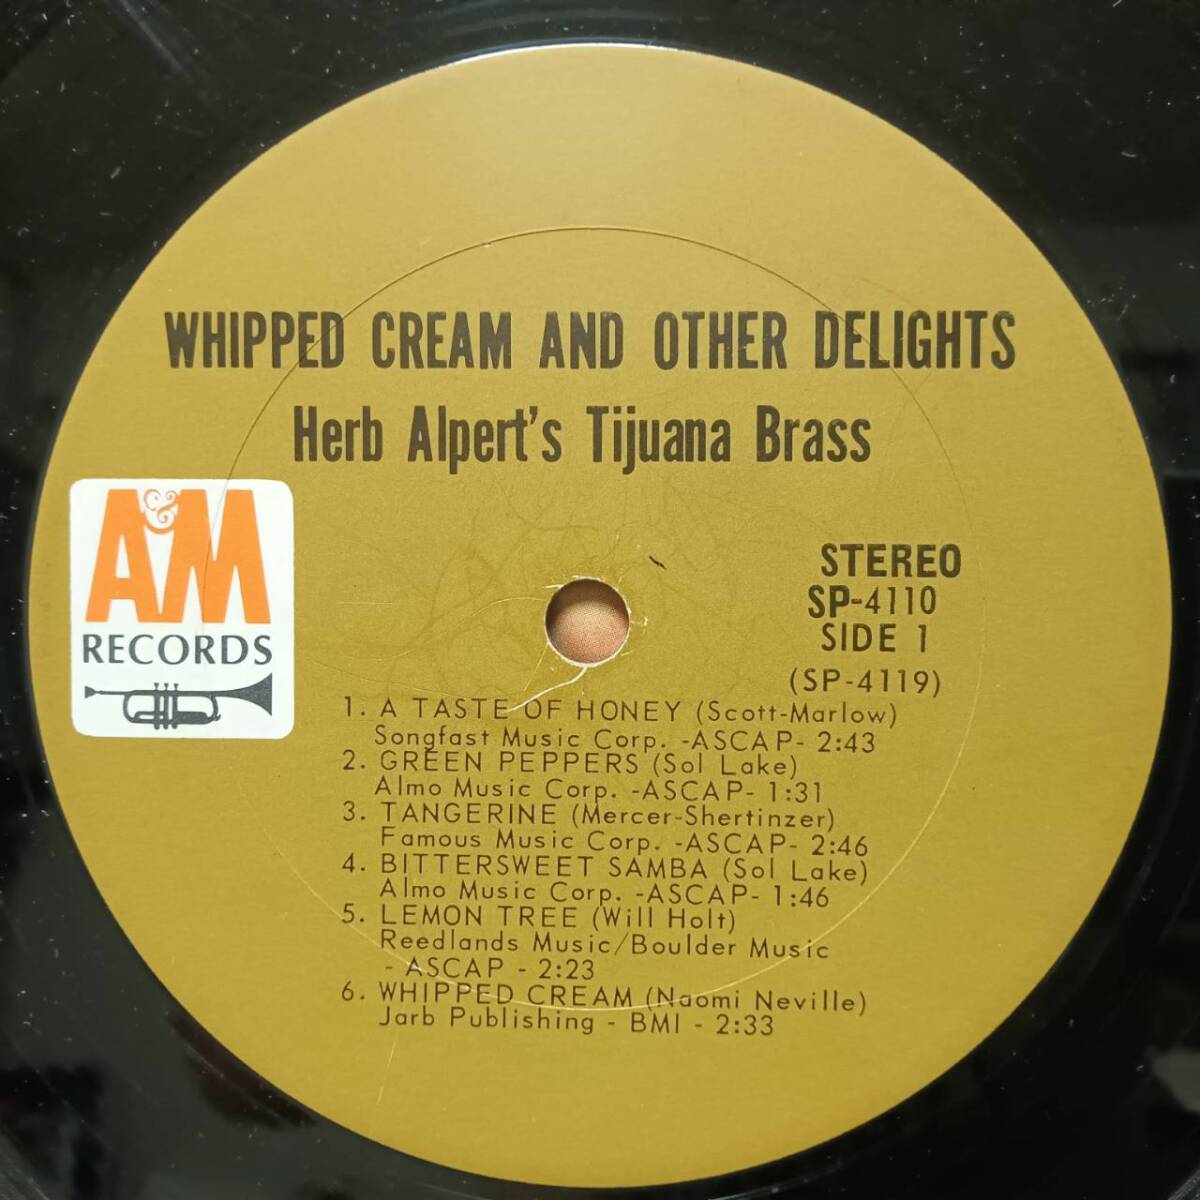 WHIPPED CREAM AND OTHER DELIGHTS
Herb Alpert's Tijuana Brass
A&M
RECORDS
STEREO
SP-4110
SIDE 1
(SP-4119)
1. A TASTE OF HONEY (Scott-Marlow)
Songfast Music Corp. -ASCAP- 2:43
2. GREEN PEPPERS (Sol Lake)
Almo Music Corp. -ASCAP- 1:31
3. TANGERINE (Mercer-Shertinzer)
Famous Music Corp. -ASCAP- 2:46
4. BITTERSWEET SAMBA (Sol Lake)
Almo Music Corp. -ASCAP- 1:46
5. LEMON TREE (Will Holt)
Reedlands Music/Boulder Music
- ASCAP - 2:23
6. WHIPPED CREAM (Naomi Neville)
Jarb Publishing - BMI - 2:33